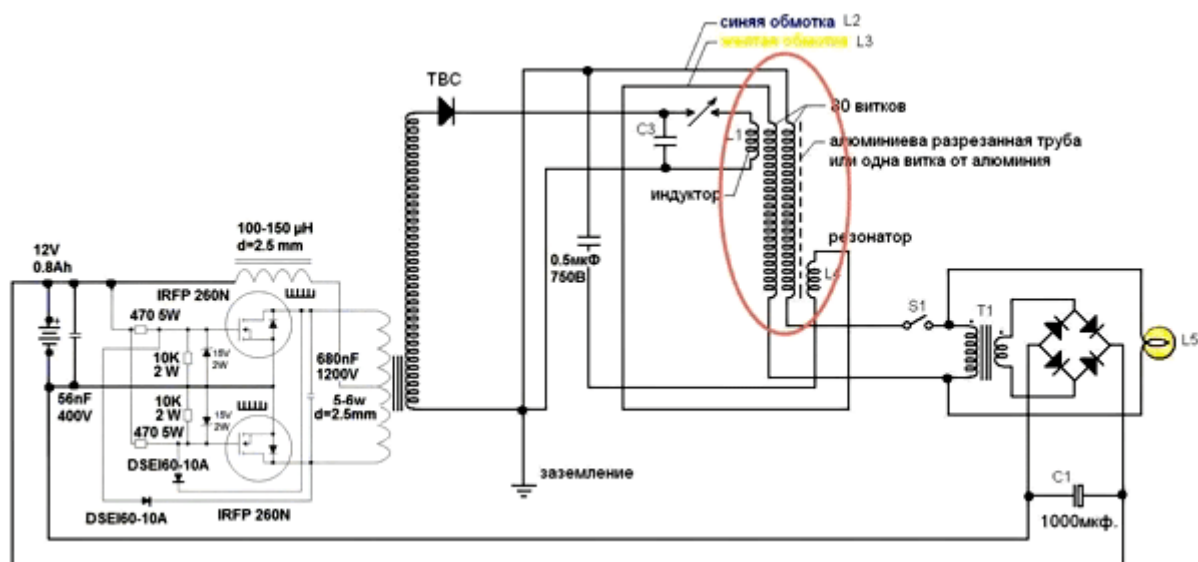 синяя обмотка L2
желтая обмотка L3
ТВС
80 витков
C3
L1
алюминиева разрезанная труба
или одна витка от алюминия
индуктор
100-150 µH
d=2.5 mm
резонатор
12V
0.8Ah
0.5мкФ
750В
L4
IRFP 260N
S1
T1
470 5W
L5
15V
2W
10K
2 W
680nF
1200V
56nF
400V
10K
2 W
5-6w
d=2.5mm
15V
2W
470 5W
DSEI60-10A
заземление
C1
DSEI60-10A
IRFP 260N
1000мкф.